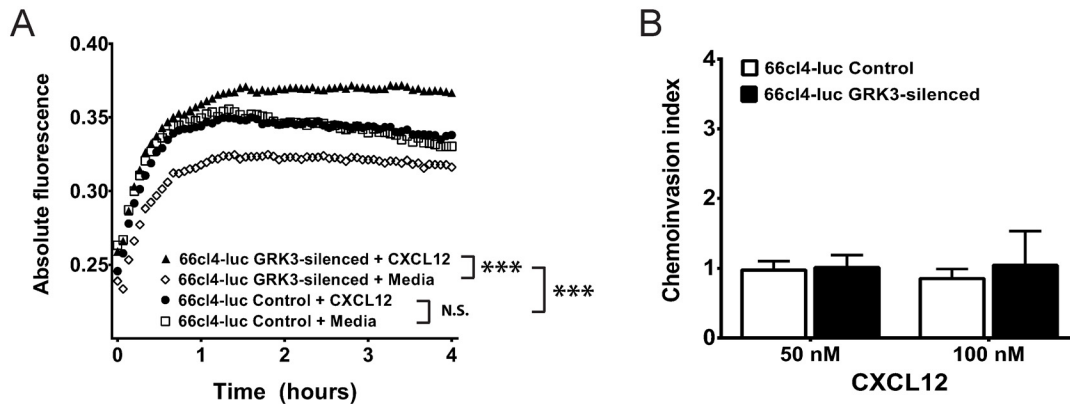 A
Absolute fluorescence
0.40
0.35
0.30
0.25
66cl4-luc GRK3-silenced + CXCL12
66cl4-luc GRK3-silenced + Media
66cl4-luc Control + CXCL12
66cl4-luc Control + Media
***
N.S.
***
0 1 2 3 4
Time (hours)
B
Chemoinvasion index
4
3
2
1
0
66cl4-luc Control
66cl4-luc GRK3-silenced
50 nM 100 nM
CXCL12